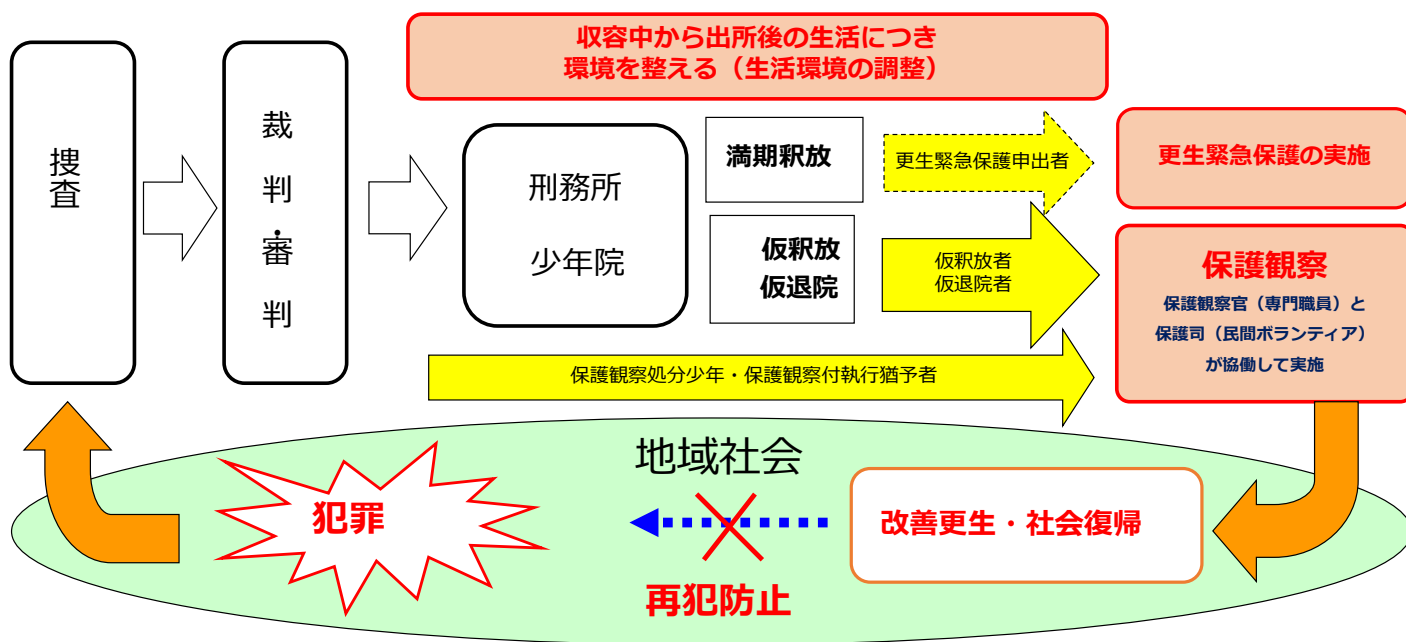 収容中から出所後の生活につき
環境を整える（生活環境の調整）
捜査
裁判・審判
刑務所
少年院
満期釈放
更生緊急保護申出者
更生緊急保護の実施
仮釈放
仮退院
仮釈放者
仮退院者
保護観察
保護観察官（専門職員）と
保護司（民間ボランティア）
が協働して実施
保護観察処分少年・保護観察付執行猶予者
地域社会
犯罪
改善更生・社会復帰
再犯防止